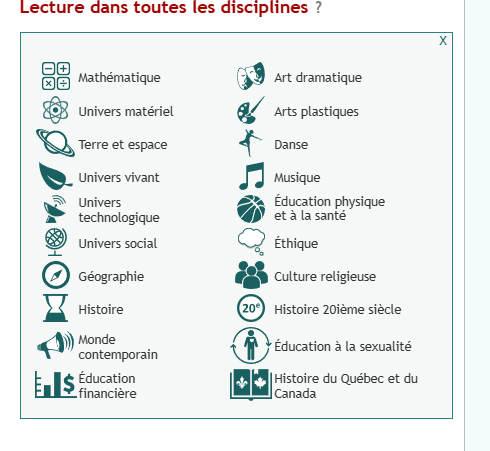 Lecture dans toutes les disciplines ?
X
Mathématique
Univers matériel
Terre et espace
Univers vivant
Univers
technologique
Univers social
Géographie
Histoire
Monde
contemporain
$ Éducation
financière
Art dramatique
Arts plastiques
Danse
Musique
Éducation physique
et à la santé
Éthique
Culture religieuse
20e Histoire 20ième siècle
Éducation à la sexualité
Histoire du Québec et du
Canada